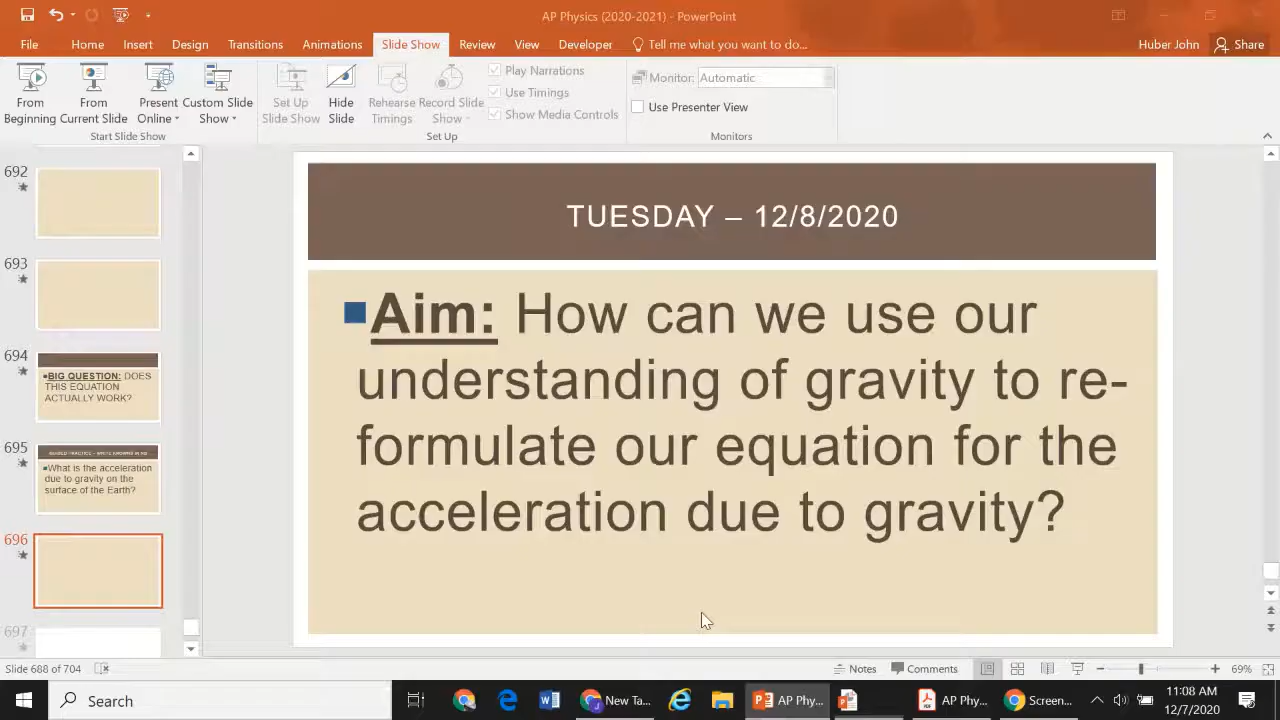 AP Physics (2020-2021) - PowerPoint
File Home Insert Design Transitions Animations Slide Show Review View Developer Tell me what you want to do... Huber John Share
From Beginning
From Current Slide
Present Online
Custom Slide Show
Start Slide Show
Set Up Slide Show
Hide Slide
Rehearse Timings
Record Slide Show
Play Narrations
Use Timings
Show Media Controls
Set Up
Monitor: Automatic
Use Presenter View
Monitors
692
693
694
BIG QUESTION: DOES
THIS EQUATION
ACTUALLY WORK?
695
What is the acceleration
due to gravity on the
surface of the Earth?
696
697
TUESDAY – 12/8/2020
Aim: How can we use our
understanding of gravity to re-
formulate our equation for the
acceleration due to gravity?
Slide 688 of 704
Notes Comments 69%
Search
New Ta...
AP Phy...
AP Phy...
Screen...
11:08 AM
12/7/2020